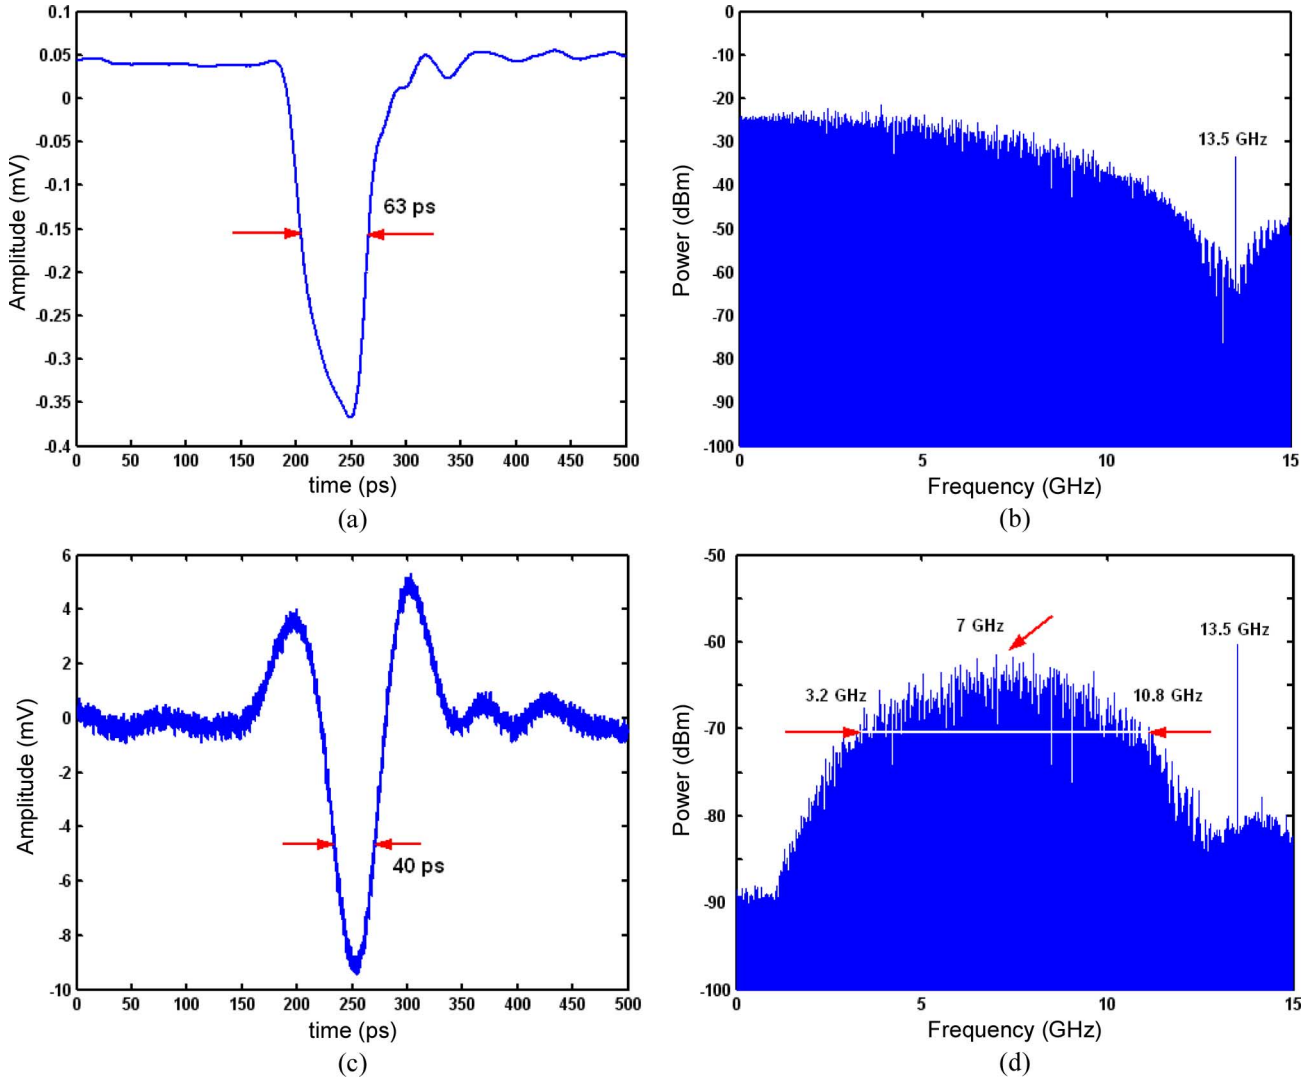 0.1
0.05
0
-0.05
-0.1
-0.15
-0.2
-0.25
-0.3
-0.35
-0.4
Amplitude (mV)
63 ps
0 50 100 150 200 250 300 350 400 450 500
time (ps)
(a)
0
-10
-20
-30
-40
-50
-60
-70
-80
-90
-100
Power (dBm)
13.5 GHz
0 5 10 15
Frequency (GHz)
(b)
6
4
2
0
-2
-4
-6
-8
-10
Amplitude (mV)
40 ps
0 50 100 150 200 250 300 350 400 450 500
time (ps)
(c)
-50
-60
-70
-80
-90
-100
Power (dBm)
7 GHz
13.5 GHz
3.2 GHz
10.8 GHz
0 5 10 15
Frequency (GHz)
(d)